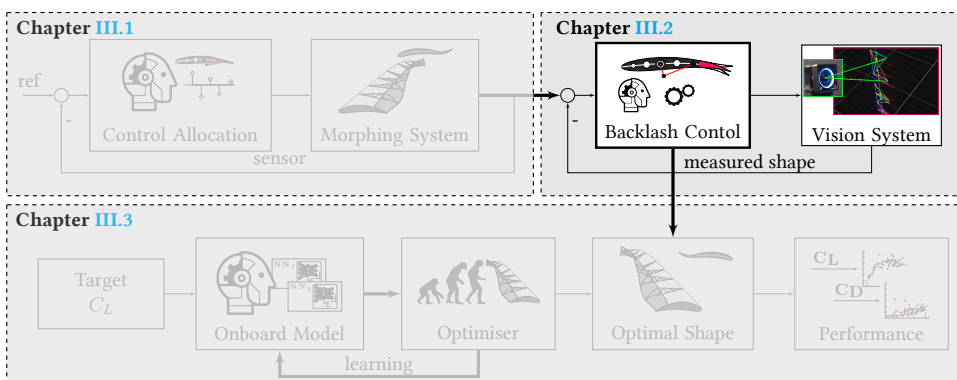 Chapter III.1
ref
-
Control Allocation
Morphing System
sensor
Chapter III.2
-
Backlash Contol
Vision System
measured shape
Chapter III.3
Target
C_L
Onboard Model
Optimiser
Optimal Shape
Performance
C_L
C_D
learning